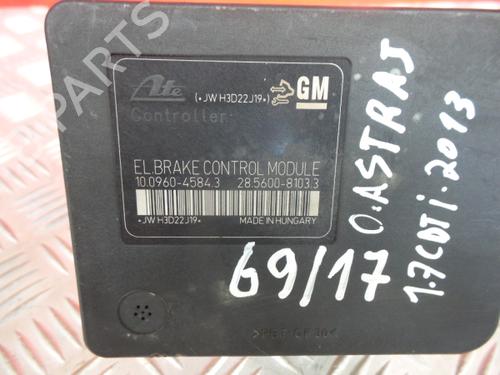 Ate
(•JW H3D22J19•)
GM
Controller
EL.BRAKE CONTROL MODULE
10.0960-4584.3 28.5600-8103.3
•JW H3D22J19•
MADE IN HUNGARY
69/17
O.ASTRA J
1.7CDTi.2013
B-Parts